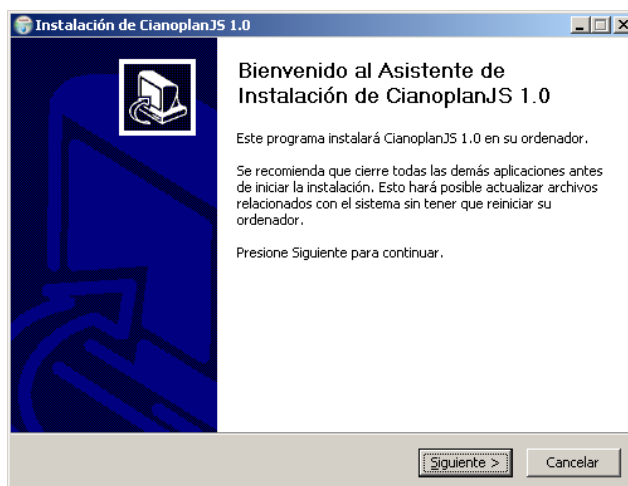 Instalación de CianoplanJS 1.0
Bienvenido al Asistente de
Instalación de CianoplanJS 1.0
Este programa instalará CianoplanJS 1.0 en su ordenador.
Se recomienda que cierre todas las demás aplicaciones antes
de iniciar la instalación. Esto hará posible actualizar archivos
relacionados con el sistema sin tener que reiniciar su
ordenador.
Presione Siguiente para continuar.
Siguiente > Cancelar